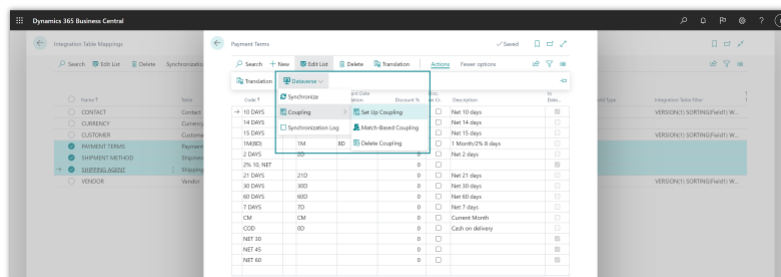 Dynamics 365 Business Central
Integration Table Mappings
Payment Terms
Saved
Search Edit List Delete
Search New Edit List Delete Translation Actions Fewer options
Translation Dataverse
Name
Code
Discount %
Description
Integration Table Filter
Synchronize
Coupling
Synchronization Log
Set Up Coupling
Match-Based Coupling
Delete Coupling
CONTACT Contact
CURRENCY Currency
CUSTOMER
PAYMENT TERMS Payment
SHIPMENT METHOD
SHIPPING AGENT Shipping
VENDOR Vendor
10 DAYS Net 10 days
14 DAYS Net 14 days
15 DAYS Net 15 days
1M(8D) 1M 8D 1 Month/2% 8 days
2 DAYS 2D 0 Net 2 days
2% 10, NET 0
21 DAYS 21D 0 Net 21 days
30 DAYS 30D 0 Net 30 days
60 DAYS 60D 0 Net 60 days
7 DAYS 7D 0 Net 7 days
CM CM 0 Current Month
COD 0D 0 Cash on delivery
NET 30 0
NET 45 0
NET 60 0
VERSION(1) SORTING(Field1) W...
VERSION(1) SORTING(Field1) W...
VERSION(1) SORTING(Field1) W...